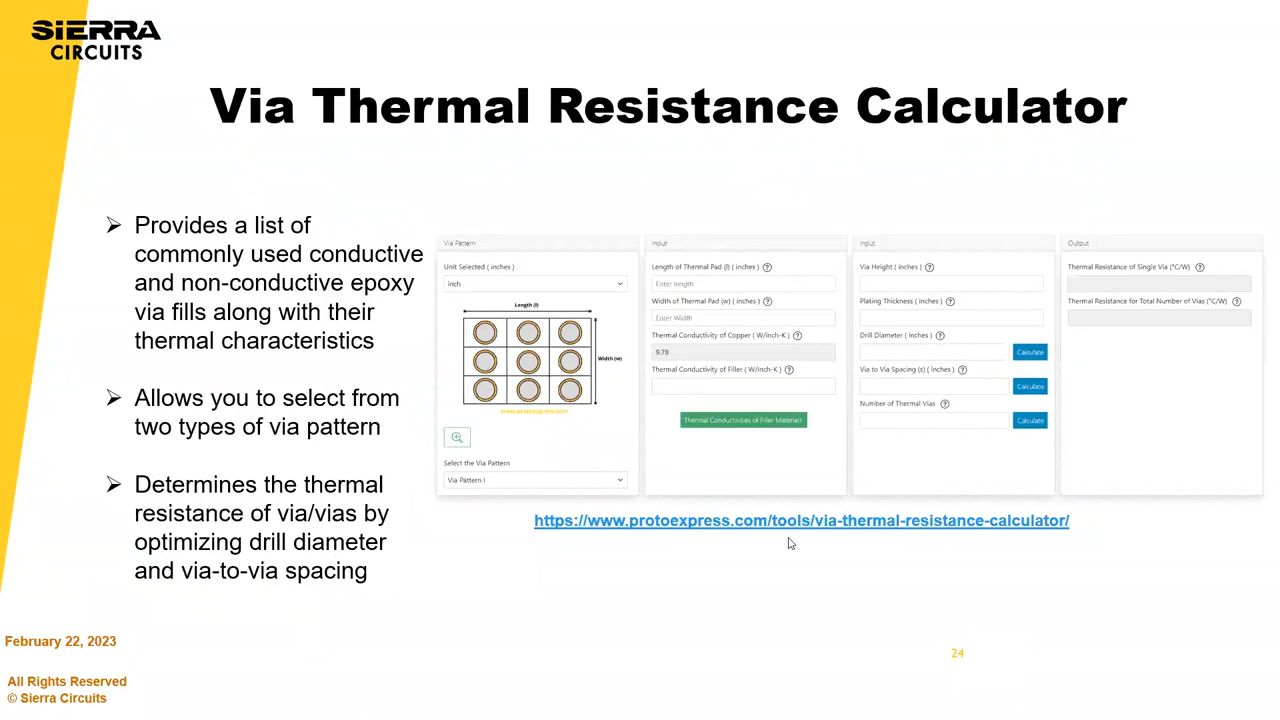 SIERRA
CIRCUITS
Via Thermal Resistance Calculator
Provides a list of
commonly used conductive
and non-conductive epoxy
via fills along with their
thermal characteristics
Allows you to select from
two types of via pattern
Determines the thermal
resistance of via/vias by
optimizing drill diameter
and via-to-via spacing
Via Pattern
Unit Selected ( inches )
inch
Length (l)
Width (w)
www.protoexpress.com
Select the Via Pattern
Via Pattern I
Input
Length of Thermal Pad (l) ( inches ) ?
Enter length
Width of Thermal Pad (w) ( inches ) ?
Enter Width
Thermal Conductivity of Copper ( W/inch-K ) ?
9.78
Thermal Conductivity of Filler ( W/inch-K ) ?
Thermal Conductivities of Filler Materials
Input
Via Height ( inches ) ?
Plating Thickness ( inches ) ?
Drill Diameter ( inches ) ?
Calculate
Via to Via Spacing (s) ( inches ) ?
Calculate
Number of Thermal Vias ?
Calculate
Output
Thermal Resistance of Single Via (°C/W) ?
Thermal Resistance for Total Number of Vias (°C/W) ?
https://www.protoexpress.com/tools/via-thermal-resistance-calculator/
February 22, 2023
24
All Rights Reserved
© Sierra Circuits